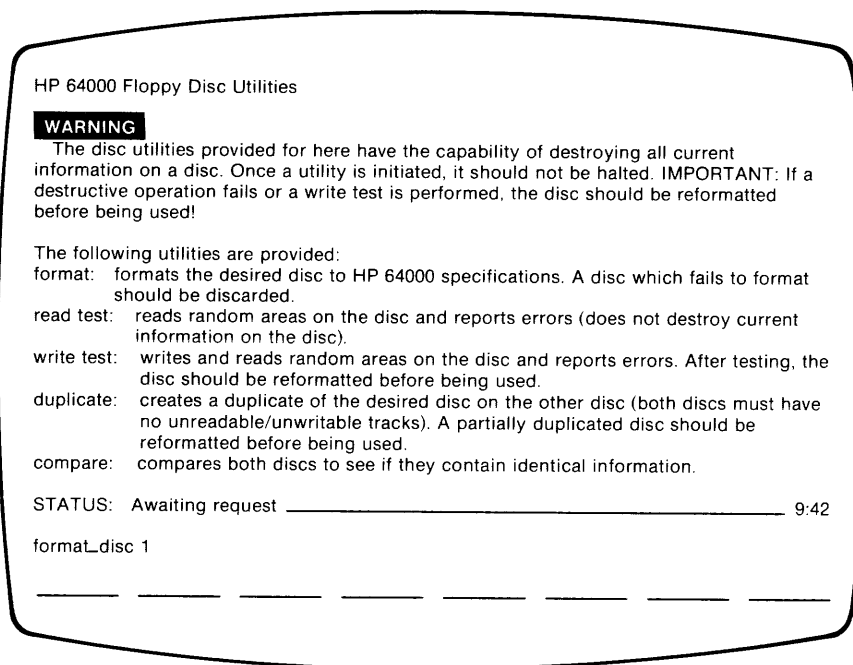 HP 64000 Floppy Disc Utilities
WARNING
The disc utilities provided for here have the capability of destroying all current
information on a disc. Once a utility is initiated, it should not be halted. IMPORTANT: If a
destructive operation fails or a write test is performed, the disc should be reformatted
before being used!
The following utilities are provided:
format: formats the desired disc to HP 64000 specifications. A disc which fails to format
should be discarded.
read test: reads random areas on the disc and reports errors (does not destroy current
information on the disc).
write test: writes and reads random areas on the disc and reports errors. After testing, the
disc should be reformatted before being used.
duplicate: creates a duplicate of the desired disc on the other disc (both discs must have
no unreadable/unwritable tracks). A partially duplicated disc should be
reformatted before being used.
compare: compares both discs to see if they contain identical information.
STATUS: Awaiting request 9:42
format_disc 1